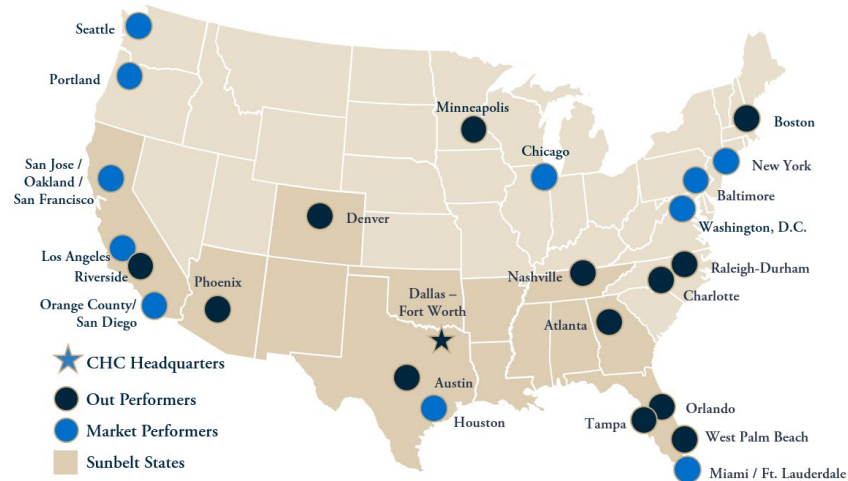 Seattle
Portland
Minneapolis
Boston
Chicago
New York
San Jose /
Oakland /
San Francisco
Baltimore
Denver
Washington, D.C.
Los Angeles
Riverside
Phoenix
Nashville
Raleigh-Durham
Charlotte
Orange County/
San Diego
Dallas –
Fort Worth
Atlanta
Austin
Houston
Orlando
Tampa
West Palm Beach
Miami / Ft. Lauderdale
CHC Headquarters
Out Performers
Market Performers
Sunbelt States